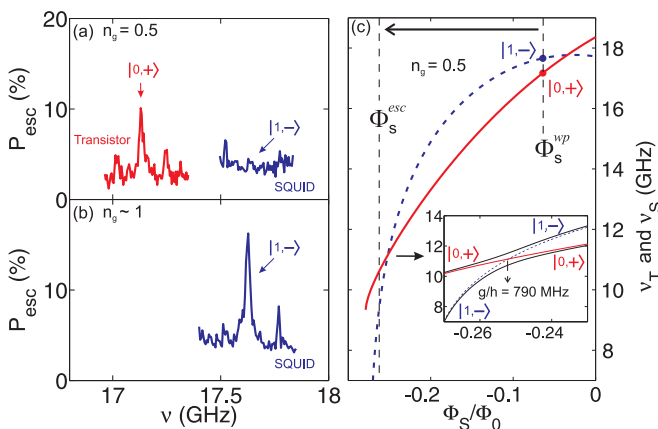 (a) n_g = 0.5
|0,+⟩
|1,−⟩
Transistor
SQUID
20
10
0
P_esc (%)
(b) n_g ~ 1
|1,−⟩
SQUID
20
10
0
P_esc (%)
17
17.5
18
ν (GHz)
(c)
n_g = 0.5
|1,−⟩
|0,+⟩
Φ_s^esc
Φ_s^wp
18
16
14
12
10
8
ν_T and ν_S (GHz)
14
12
10
8
|1,−⟩
|0,+⟩
|0,+⟩
g/h = 790 MHz
|1,−⟩
-0.26
-0.24
-0.2
-0.1
0
Φ_S/Φ_0